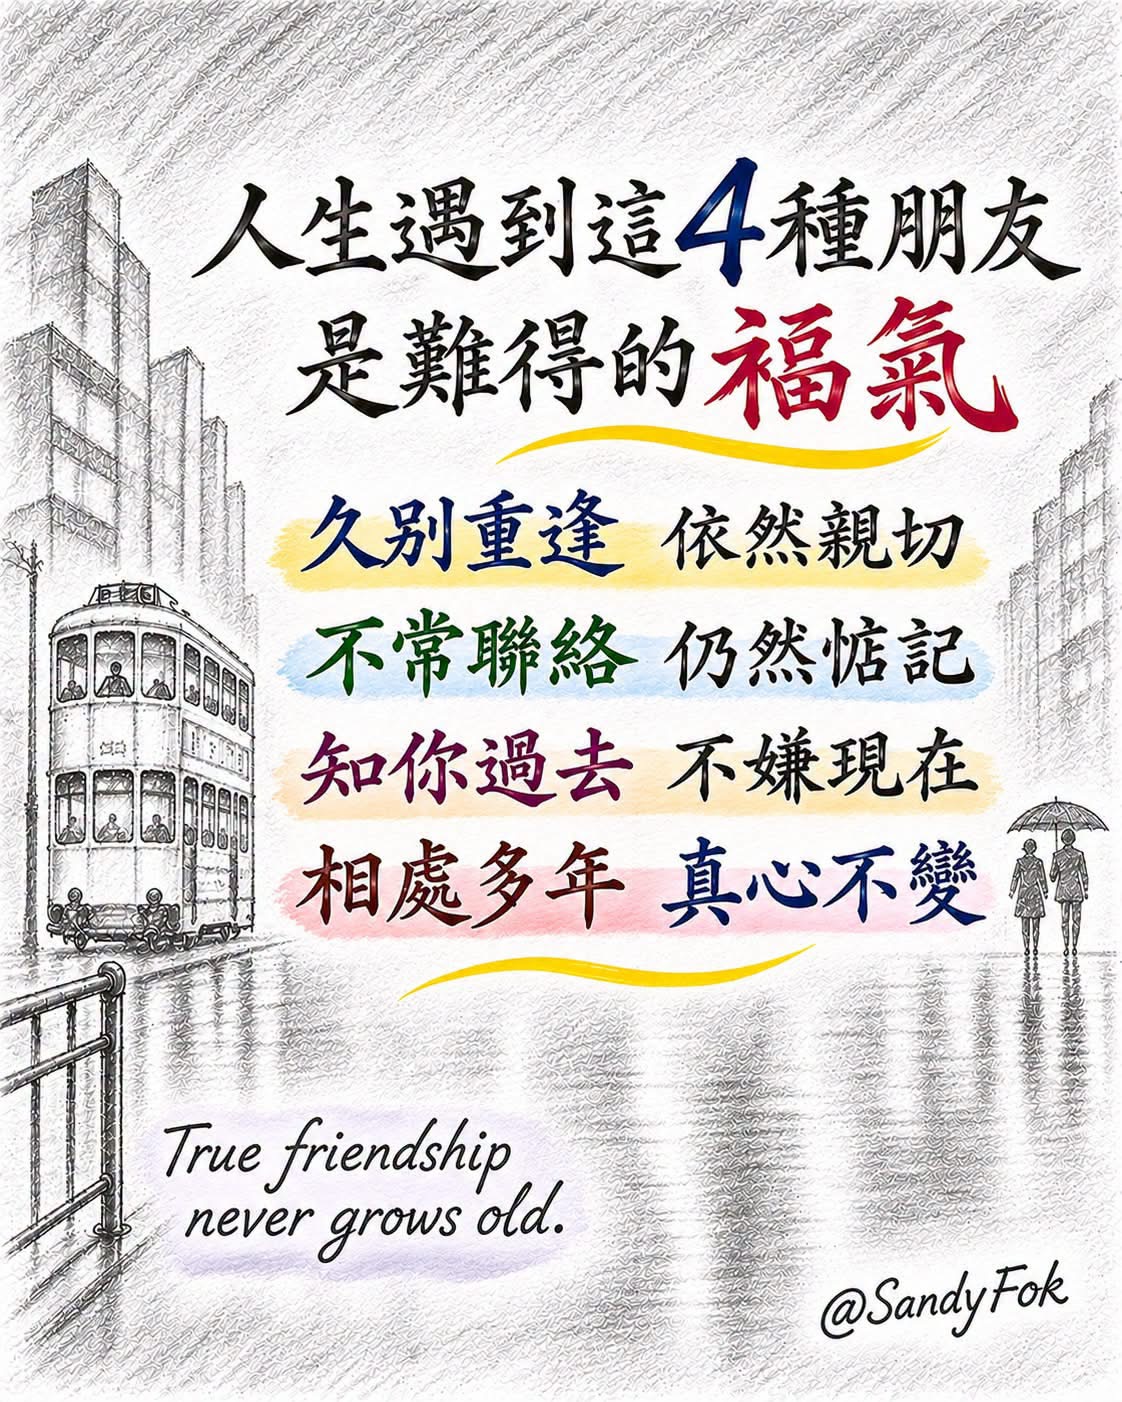 人生遇到這4種朋友
是難得的福氣
久別重逢 依然親切
不常聯絡 仍然惦記
知你過去 不嫌現在
相處多年 真心不變
True friendship
never grows old.
@SandyFok